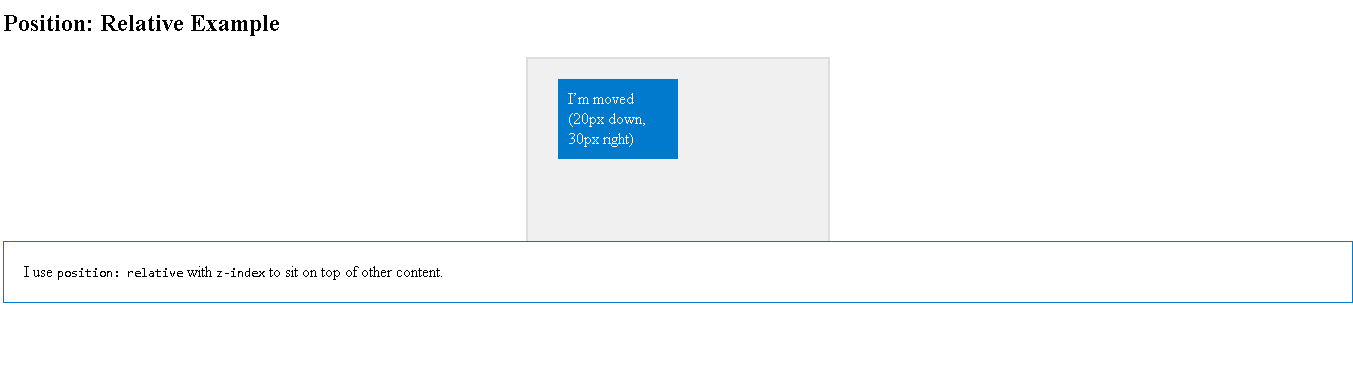 Position: Relative Example
I'm moved
(20px down,
30px right)
I use position: relative with z-index to sit on top of other content.